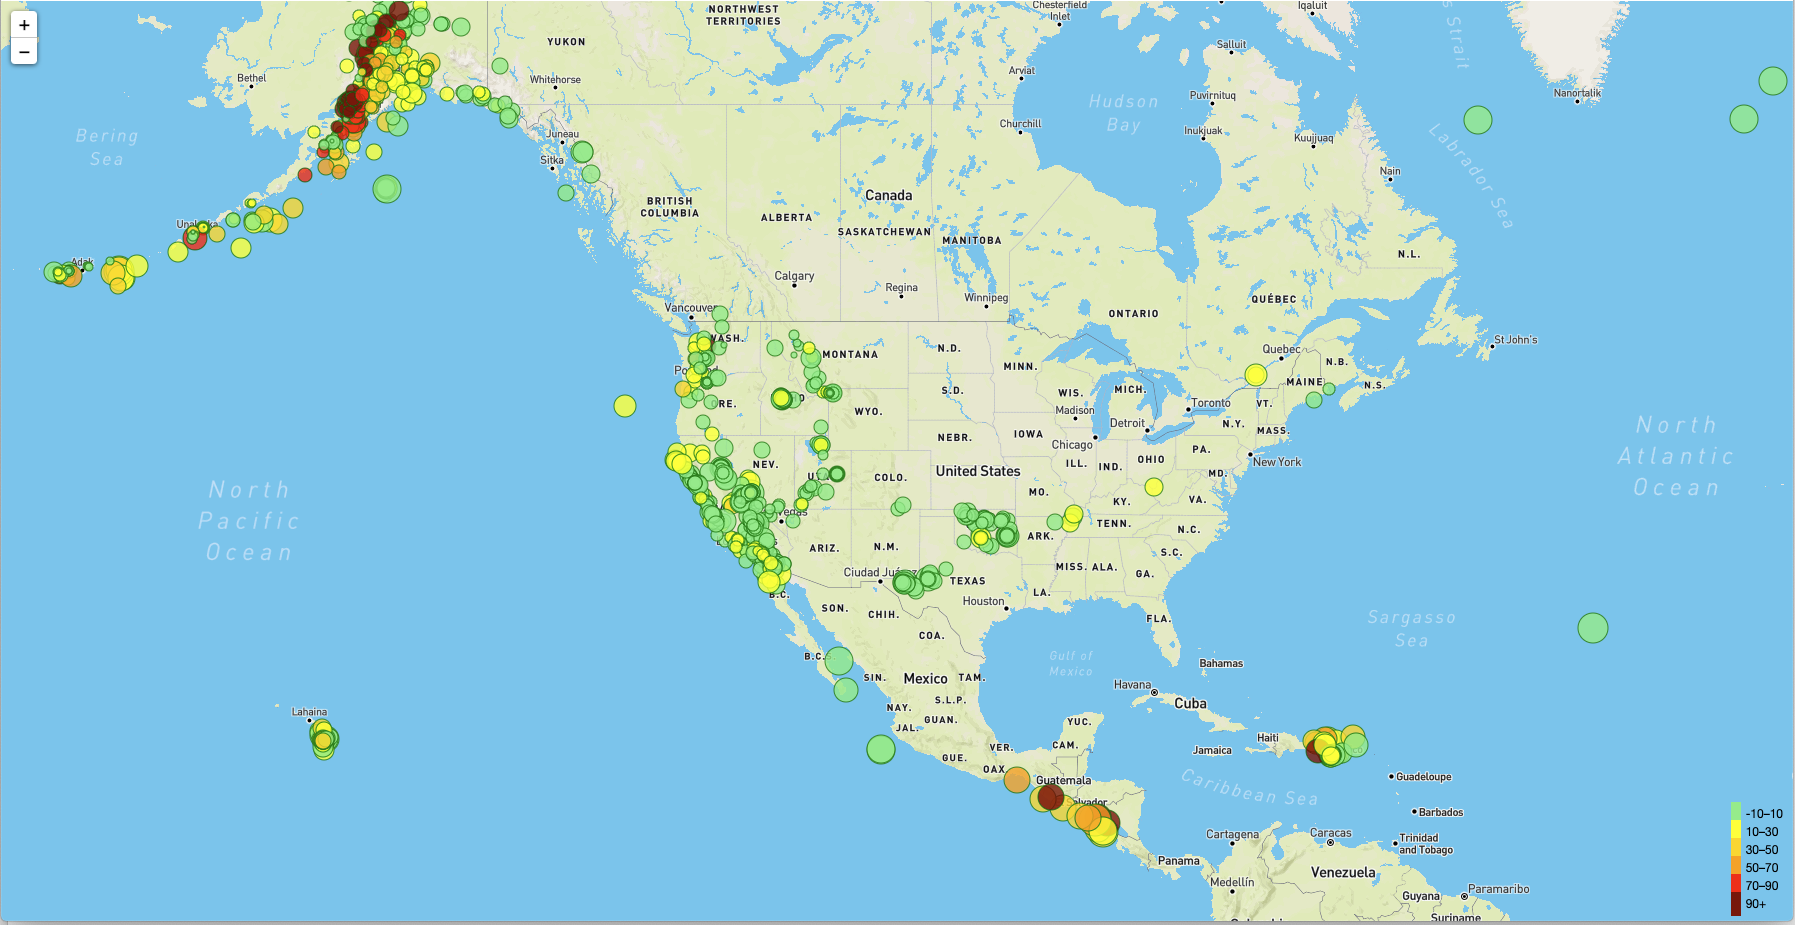 +
−
NORTHWEST
TERRITORIES
Chesterfield
Inlet
Iqaluit
Strait
YUKON
Salluit
Bethel
Whitehorse
Arviat
Nanortalik
Puvirnituq
Hudson
Bay
Churchill
Inukjuak
Kuujjuaq
Labrador Sea
Bering
Sea
Juneau
Sitka
Nain
Canada
BRITISH
COLUMBIA
ALBERTA
SASKATCHEWAN
MANITOBA
N.L.
Adak
Calgary
Regina
Winnipeg
QUÉBEC
Vancouver
ONTARIO
WASH.
MONTANA
N.D.
MINN.
Quebec
St John's
N.B.
MAINE
N.S.
S.D.
WIS.
MICH.
Toronto
VT.
ORE.
WYO.
Madison
Detroit
N.Y.
MASS.
NEBR.
IOWA
Chicago
North
Atlantic
Ocean
NEV.
COLO.
United States
ILL.
IND.
OHIO
PA.
New York
MD.
North
Pacific
Ocean
MO.
KY.
VA.
TENN.
N.C.
ARIZ.
N.M.
ARK.
S.C.
Ciudad Juárez
TEXAS
MISS.
ALA.
GA.
B.C.
SON.
CHIH.
Houston
LA.
FLA.
Sargasso
Sea
COA.
B.C.
SIN.
Mexico
TAM.
Gulf of
Mexico
Bahamas
Havana
Cuba
NAY.
S.L.P.
GUAN.
JAL.
YUC.
Lahaina
VER.
CAM.
Haiti
Jamaica
GUE.
OAX.
Guatemala
Guadeloupe
Caribbean Sea
Salvador
Barbados
Cartagena
Caracas
Trinidad
and Tobago
Panama
Medellín
Venezuela
Guyana
Paramaribo
Suriname
-10–10
10–30
30–50
50–70
70–90
90+